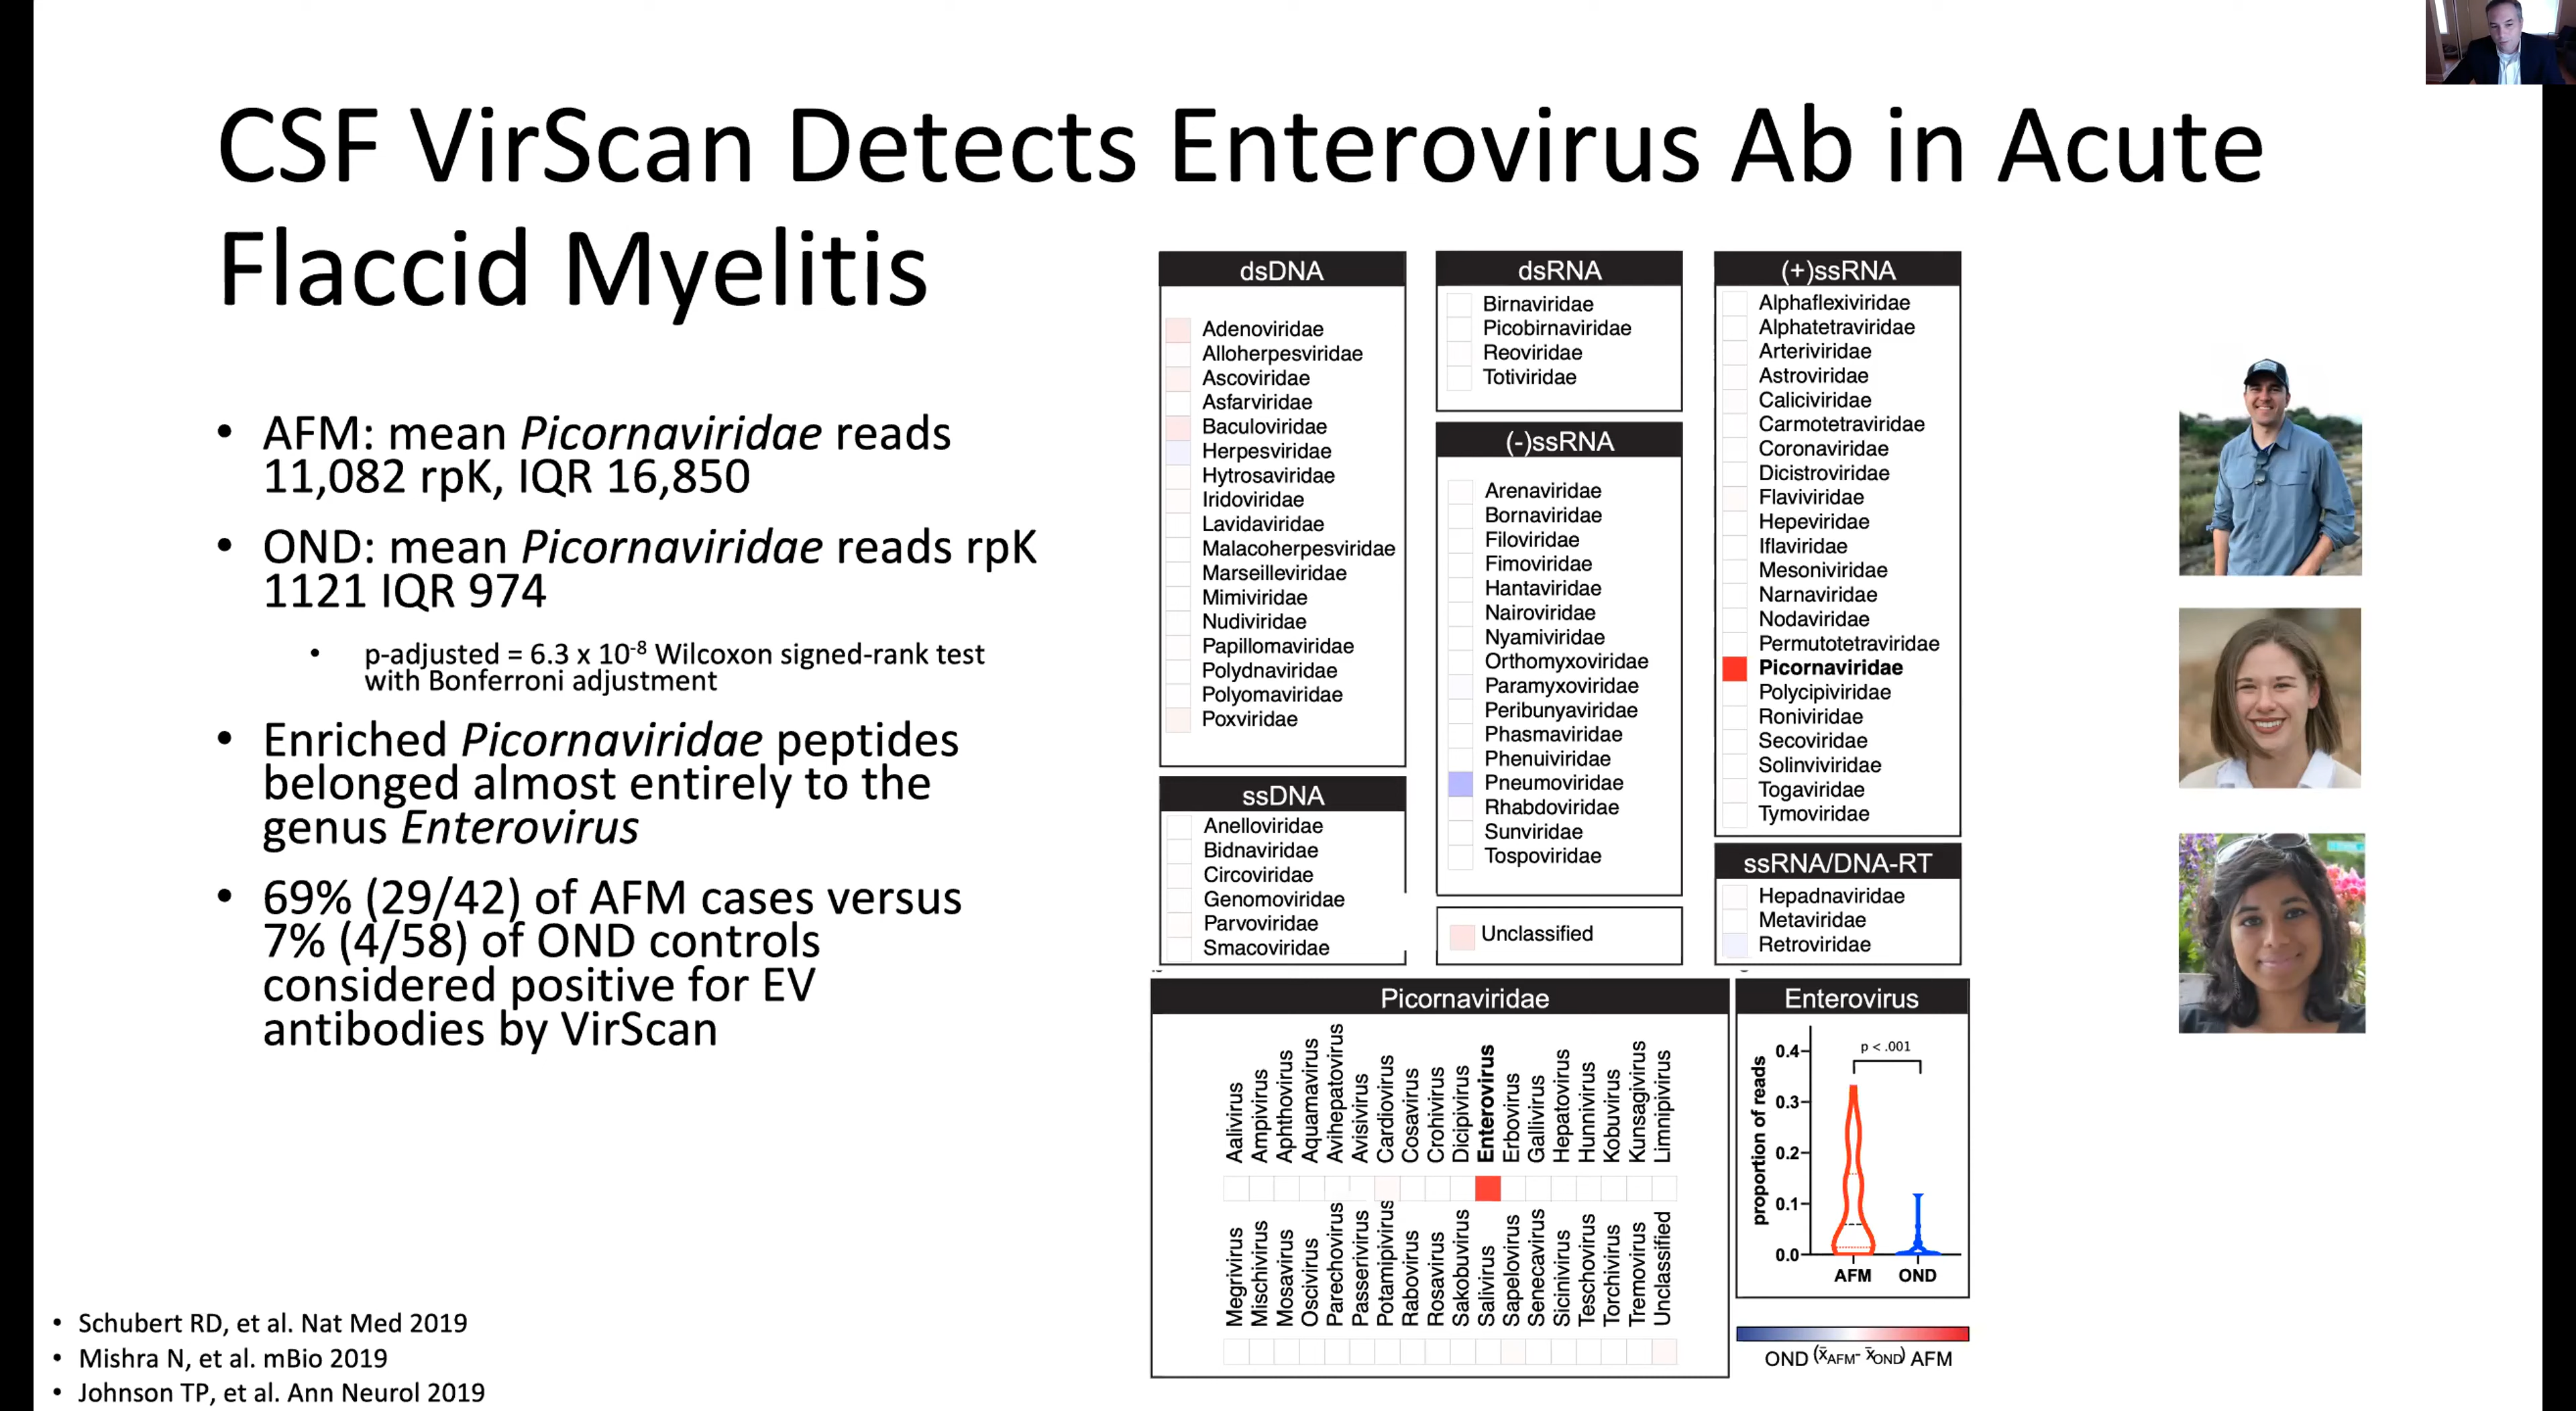 CSF VirScan Detects Enterovirus Ab in Acute
Flaccid Myelitis
• AFM: mean Picornaviridae reads
11,082 rpK, IQR 16,850
• OND: mean Picornaviridae reads rpK
1121 IQR 974
• p-adjusted = 6.3 x 10⁻⁸ Wilcoxon signed-rank test
with Bonferroni adjustment
• Enriched Picornaviridae peptides
belonged almost entirely to the
genus Enterovirus
• 69% (29/42) of AFM cases versus
7% (4/58) of OND controls
considered positive for EV
antibodies by VirScan
• Schubert RD, et al. Nat Med 2019
• Mishra N, et al. mBio 2019
• Johnson TP, et al. Ann Neurol 2019
dsDNA
Adenoviridae
Alloherpesviridae
Ascoviridae
Asfarviridae
Baculoviridae
Herpesviridae
Hytrosaviridae
Iridoviridae
Lavidaviridae
Malacoherpesviridae
Marseilleviridae
Mimiviridae
Nudiviridae
Papillomaviridae
Polydnaviridae
Polyomaviridae
Poxviridae
ssDNA
Anelloviridae
Bidnaviridae
Circoviridae
Genomoviridae
Parvoviridae
Smacoviridae
dsRNA
Birnaviridae
Picobirnaviridae
Reoviridae
Totiviridae
(-)ssRNA
Arenaviridae
Bornaviridae
Filoviridae
Fimoviridae
Hantaviridae
Nairoviridae
Nyamiviridae
Orthomyxoviridae
Paramyxoviridae
Peribunyaviridae
Phasmaviridae
Phenuiviridae
Pneumoviridae
Rhabdoviridae
Sunviridae
Tospoviridae
Unclassified
(+)ssRNA
Alphaflexiviridae
Alphatetraviridae
Arteriviridae
Astroviridae
Caliciviridae
Carmotetraviridae
Coronaviridae
Dicistroviridae
Flaviviridae
Hepeviridae
Iflaviridae
Mesoniviridae
Narnaviridae
Nodaviridae
Permutotetraviridae
Picornaviridae
Polycipiviridae
Roniviridae
Secoviridae
Solinviviridae
Togaviridae
Tymoviridae
ssRNA/DNA-RT
Hepadnaviridae
Metaviridae
Retroviridae
Picornaviridae
Aalivirus
Ampivirus
Aphthovirus
Aquamavirus
Avihepatovirus
Avisivirus
Cardiovirus
Cosavirus
Crohivirus
Dicipivirus
Enterovirus
Erbovirus
Gallivirus
Hepatovirus
Hunnivirus
Kobuvirus
Kunsagivirus
Limnipivirus
Megrivirus
Mischivirus
Mosavirus
Oscivirus
Parechovirus
Passerivirus
Potamipivirus
Rabovirus
Rosavirus
Sakobuvirus
Salivirus
Sapelovirus
Senecavirus
Sicinivirus
Teschovirus
Torchivirus
Tremovirus
Unclassified
Enterovirus
proportion of reads
0.4
0.3
0.2
0.1
0.0
p < .001
AFM OND
OND (x̄AFM- x̄OND) AFM